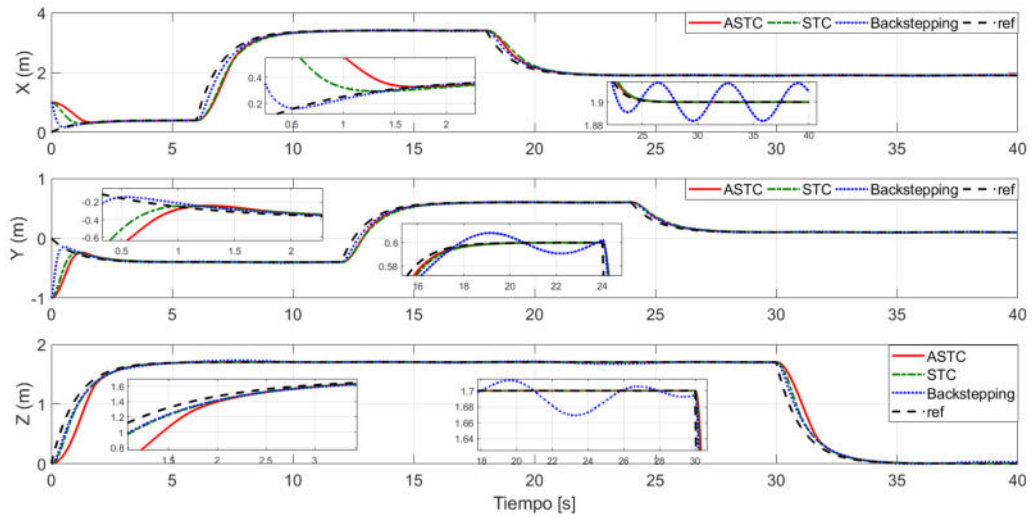 ASTC STC Backstepping ref
X (m)
4
2
0
0.4
0.2
0.5 1 1.5 2
1.9
1.88
25 30 35 40
0 5 10 15 20 25 30 35 40
ASTC STC Backstepping ref
Y (m)
1
0
-1
-0.2
-0.4
-0.6
0.5 1 1.5 2
0.6
0.58
16 18 20 22 24
0 5 10 15 20 25 30 35 40
Z (m)
2
1
0
ASTC
STC
Backstepping
ref
1.6
1.4
1.2
1
0.8
1.5 2 2.5 3
1.7
1.68
1.66
1.64
18 20 22 24 26 28 30
0 5 10 15 20 25 30 35 40
Tiempo [s]